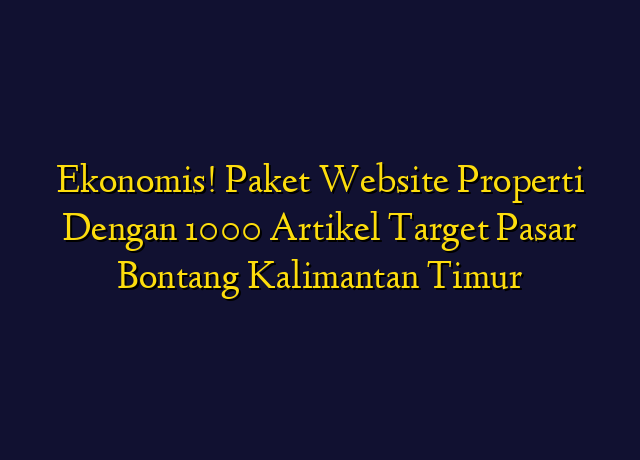 Ekonomis! Paket Website Properti
Dengan 1000 Artikel Target Pasar
Bontang Kalimantan Timur